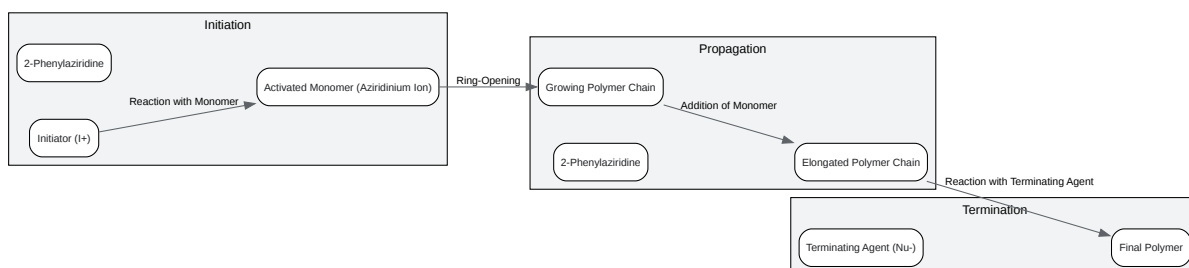 Initiation
2-Phenylaziridine
Reaction with Monomer
Activated Monomer (Aziridinium Ion)
Initiator (I+)
Ring-Opening
Propagation
Growing Polymer Chain
Addition of Monomer
2-Phenylaziridine
Elongated Polymer Chain
Reaction with Terminating Agent
Termination
Terminating Agent (Nu-)
Final Polymer